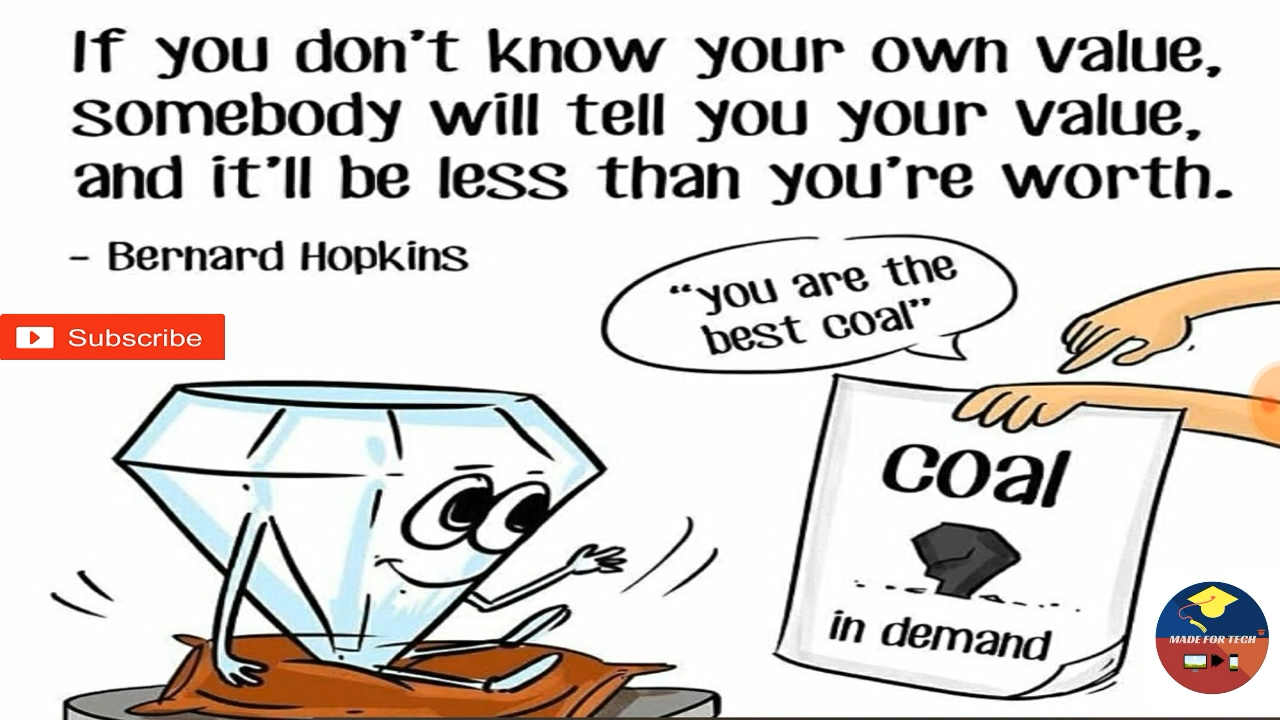 If you don't know your own value,
somebody will tell you your value,
and it'll be less than you're worth.
- Bernard Hopkins
"you are the
best coal"
Subscribe
coal
in demand
MADE FOR TECH